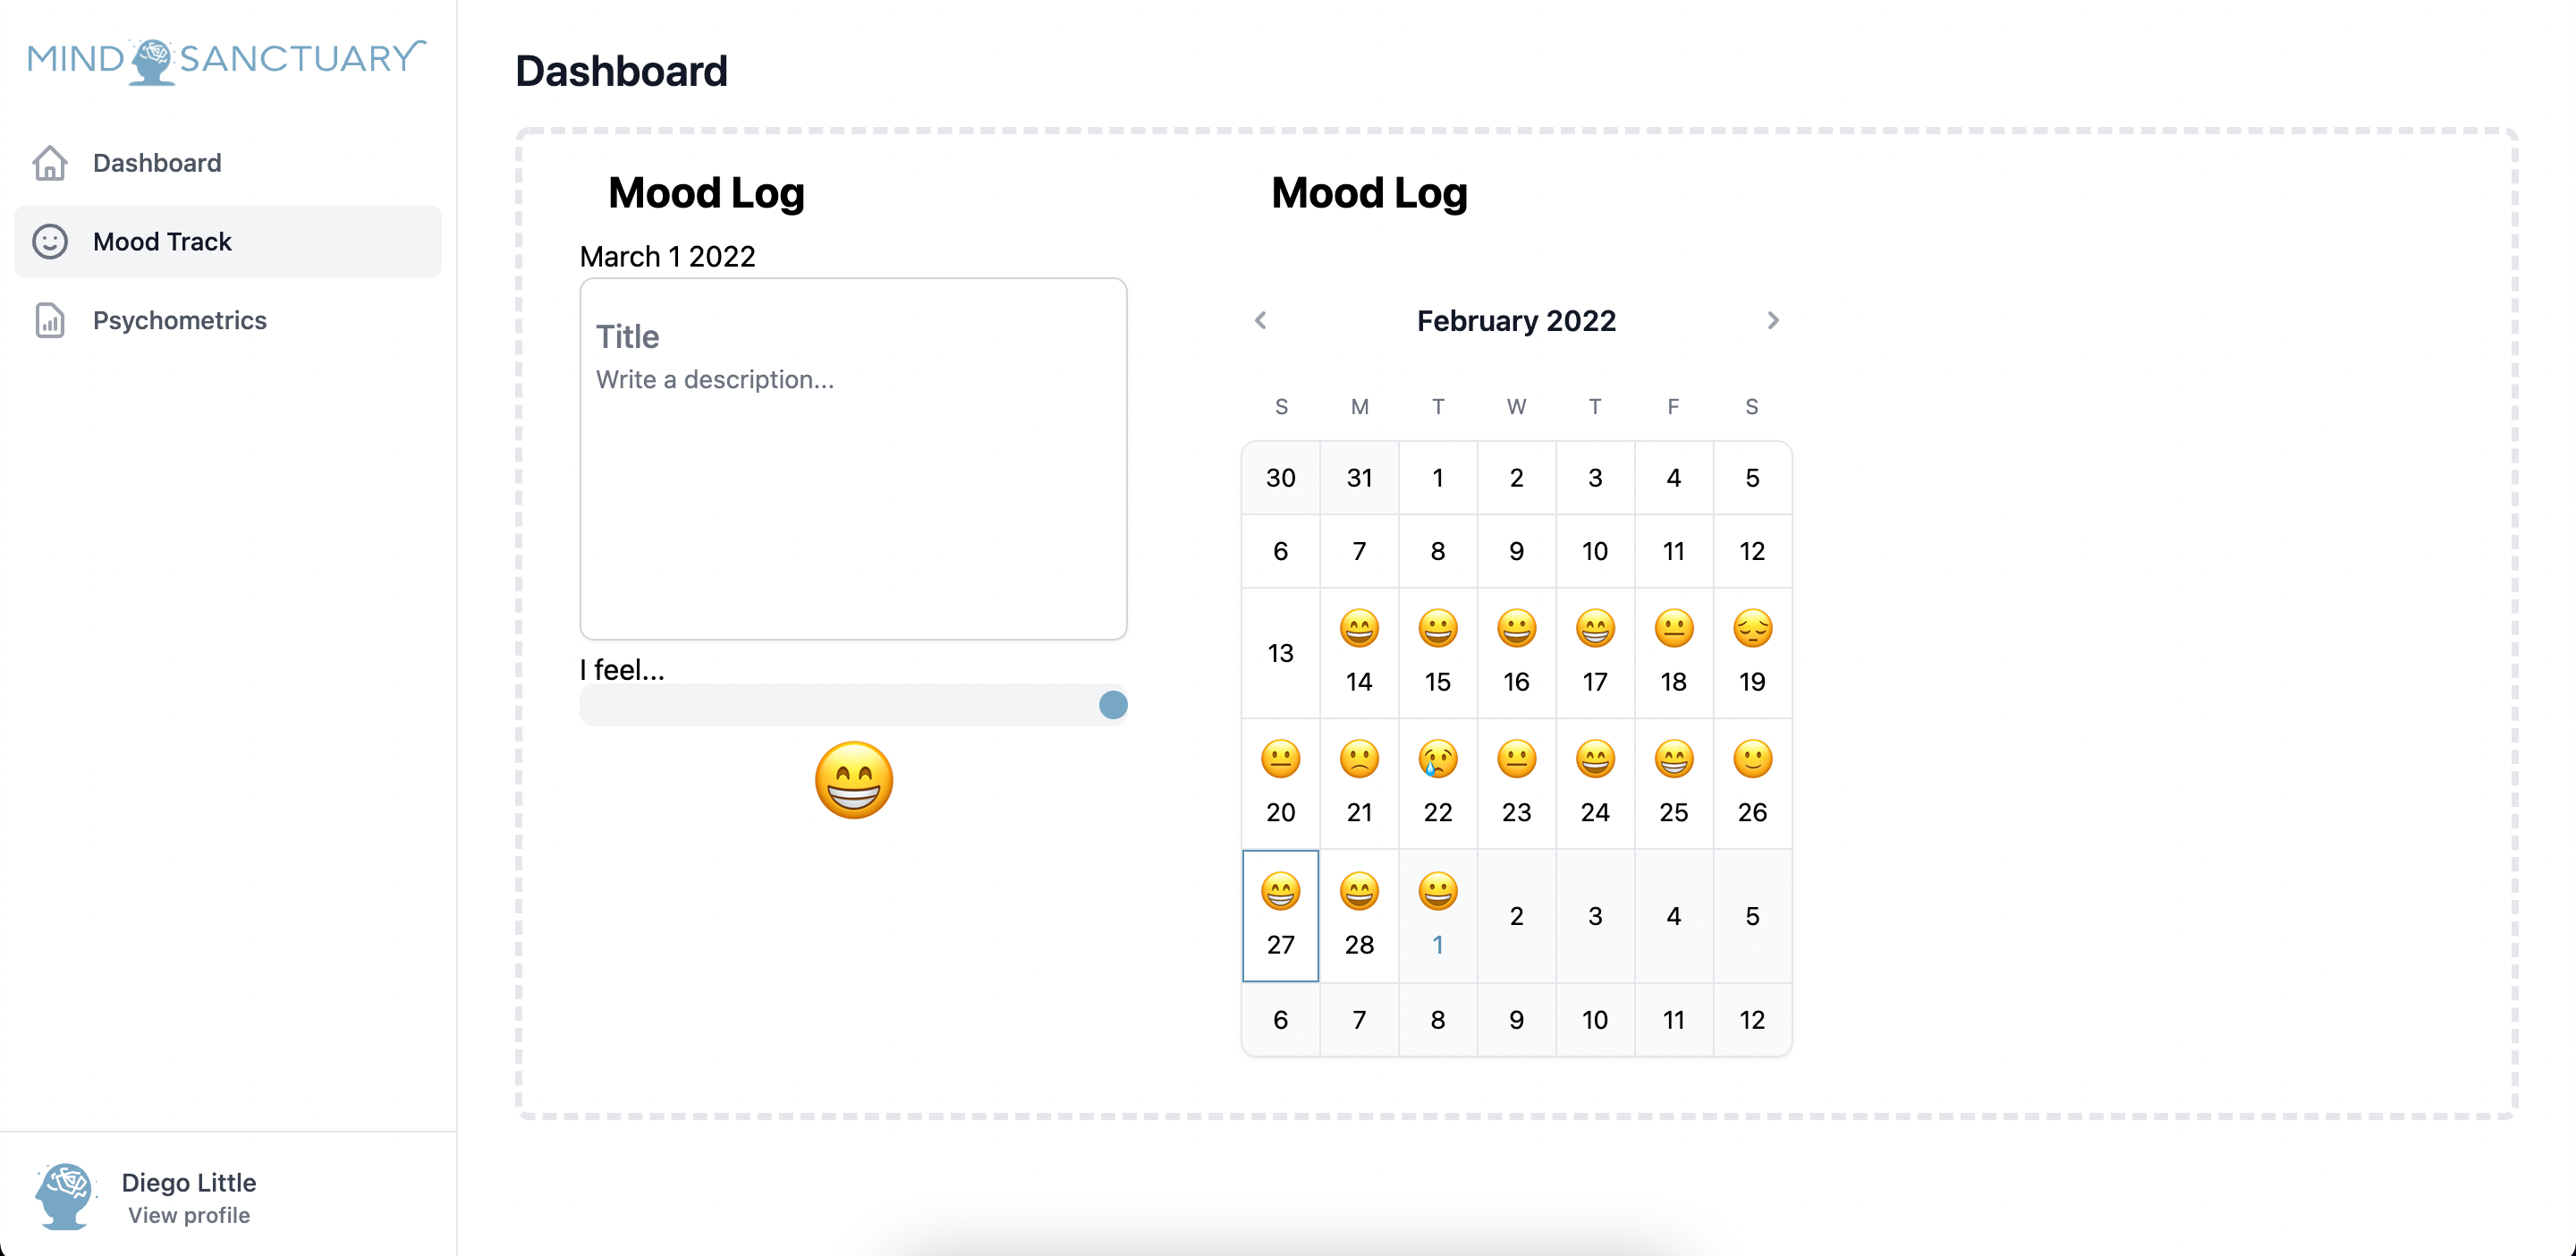 MIND SANCTUARY
Dashboard
Mood Track
Psychometrics
Diego Little
View profile
Dashboard
Mood Log
March 1 2022
Title
Write a description...
I feel...
Mood Log
February 2022
S M T W T F S
30 31 1 2 3 4 5
6 7 8 9 10 11 12
13 14 15 16 17 18 19
20 21 22 23 24 25 26
27 28 1 2 3 4 5
6 7 8 9 10 11 12